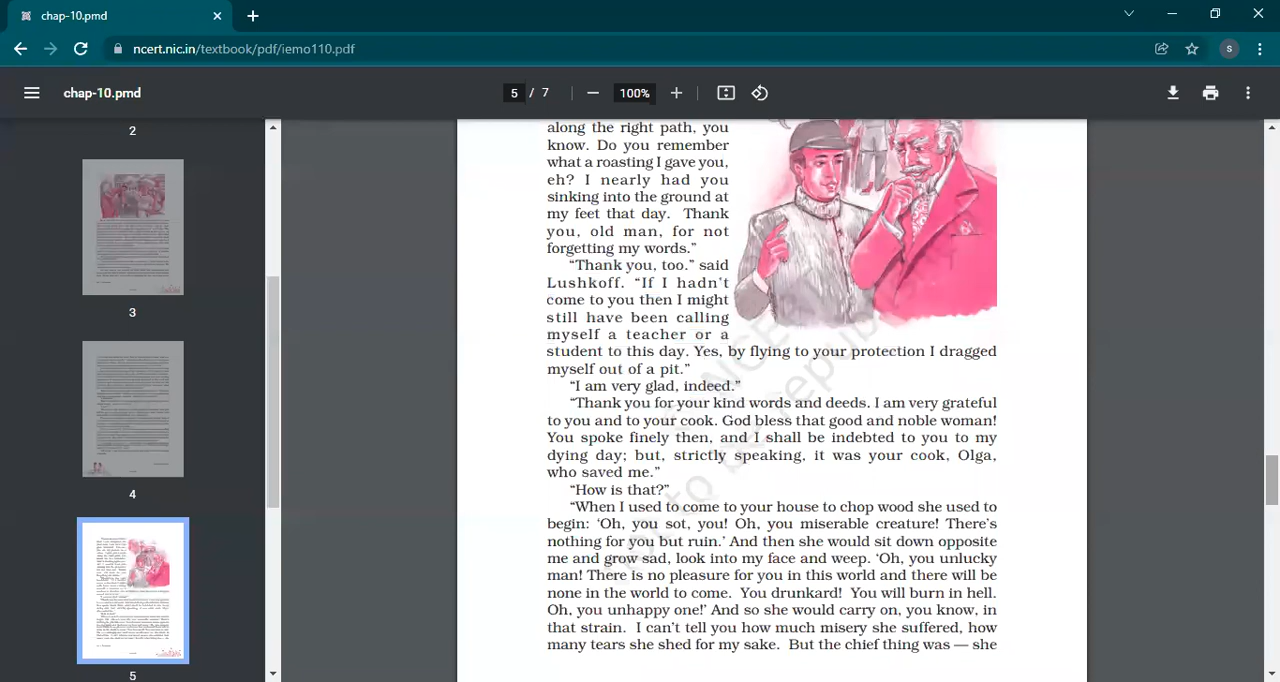 chap-10.pmd
ncert.nic.in/textbook/pdf/iemo110.pdf
s
chap-10.pmd
5 / 7
100%
2
3
4
5
along the right path, you
know. Do you remember
what a roasting I gave you,
eh? I nearly had you
sinking into the ground at
my feet that day. Thank
you, old man, for not
forgetting my words.”
“Thank you, too.” said
Lushkoff. “If I hadn't
come to you then I might
still have been calling
myself a teacher or a
student to this day. Yes, by flying to your protection I dragged
myself out of a pit.”
“I am very glad, indeed.”
“Thank you for your kind words and deeds. I am very grateful
to you and to your cook. God bless that good and noble woman!
You spoke finely then, and I shall be indebted to you to my
dying day; but, strictly speaking, it was your cook, Olga,
who saved me.”
“How is that?”
“When I used to come to your house to chop wood she used to
begin: ‘Oh, you sot, you! Oh, you miserable creature! There's
nothing for you but ruin.’ And then she would sit down opposite
me and grow sad, look into my face and weep. ‘Oh, you unlucky
man! There is no pleasure for you in this world and there will be
none in the world to come. You drunkard! You will burn in hell.
Oh, you unhappy one!’ And so she would carry on, you know, in
that strain. I can't tell you how much misery she suffered, how
many tears she shed for my sake. But the chief thing was — she